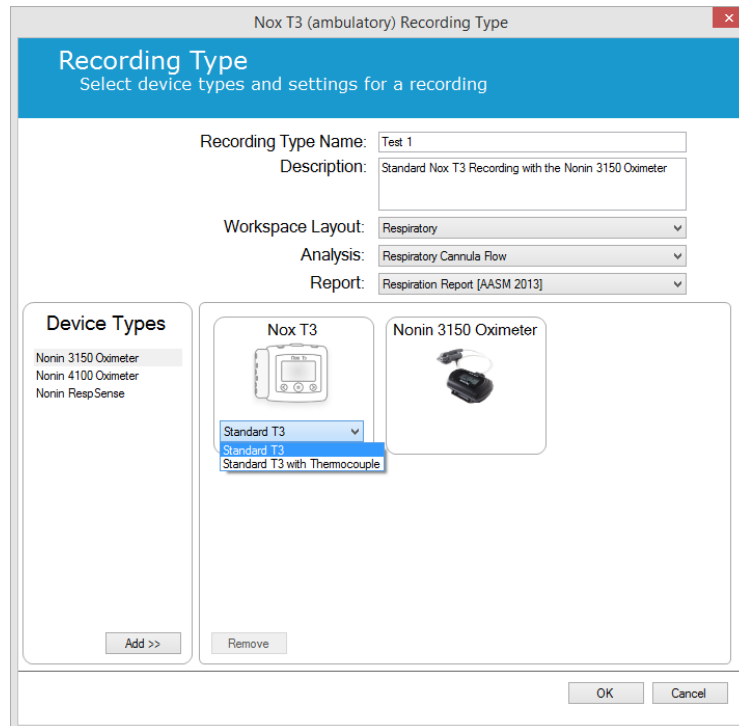 Nox T3 (ambulatory) Recording Type
Recording Type
Select device types and settings for a recording
Recording Type Name: Test 1
Description: Standard Nox T3 Recording with the Nonin 3150 Oximeter
Workspace Layout: Respiratory
Analysis: Respiratory Cannula Flow
Report: Respiration Report [AASM 2013]
Device Types
Nonin 3150 Oximeter
Nonin 4100 Oximeter
Nonin RespSense
Add >>
Nox T3
Nox T3
Standard T3
Standard T3
Standard T3 with Thermocouple
Nonin 3150 Oximeter
Remove
OK Cancel